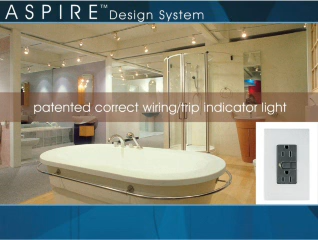 ASPIRE™ Design System
patented correct wiring/trip indicator light